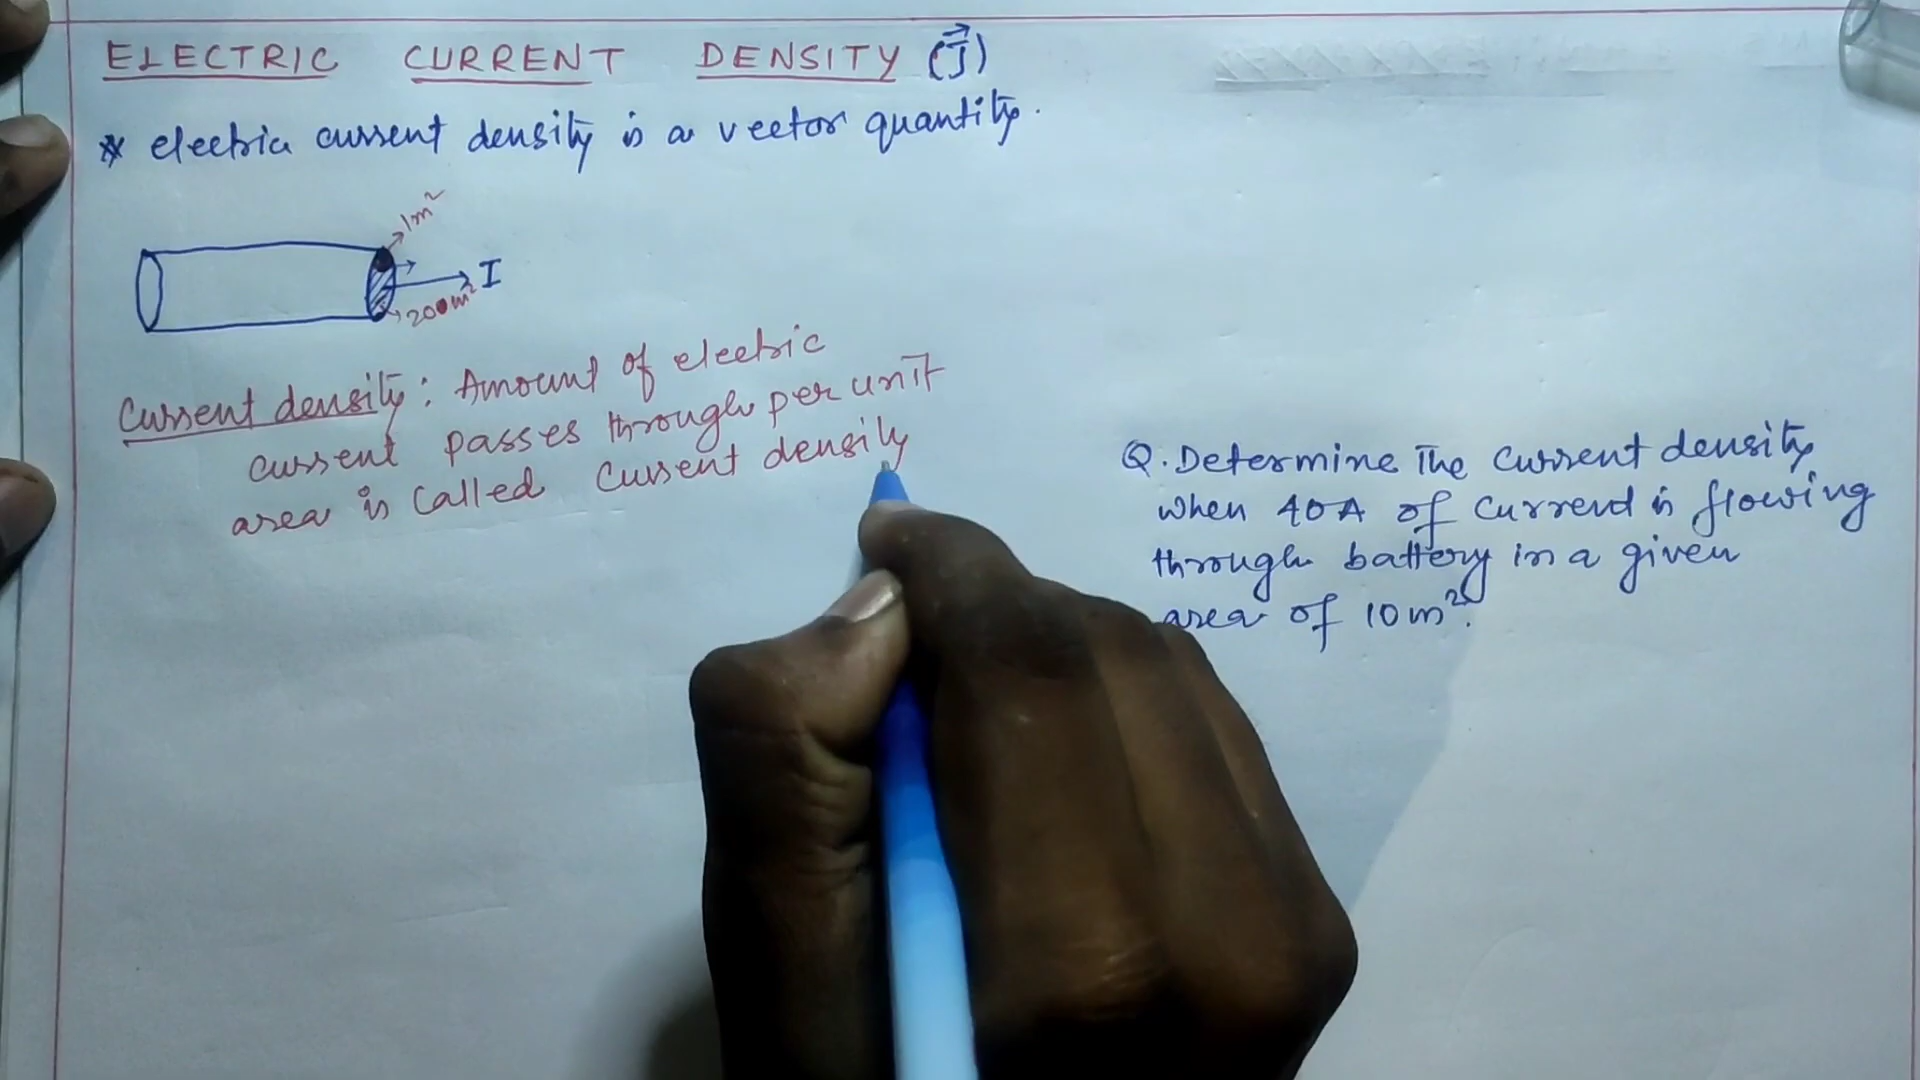 ELECTRIC CURRENT DENSITY (J⃗)
* electric current density is a vector quantity.
1m²
I
200m²
Current density: Amount of electric
current passes through per unit
area is called current density
Q. Determine The current density
when 40A of current is flowing
through battery in a given
area of 10m².